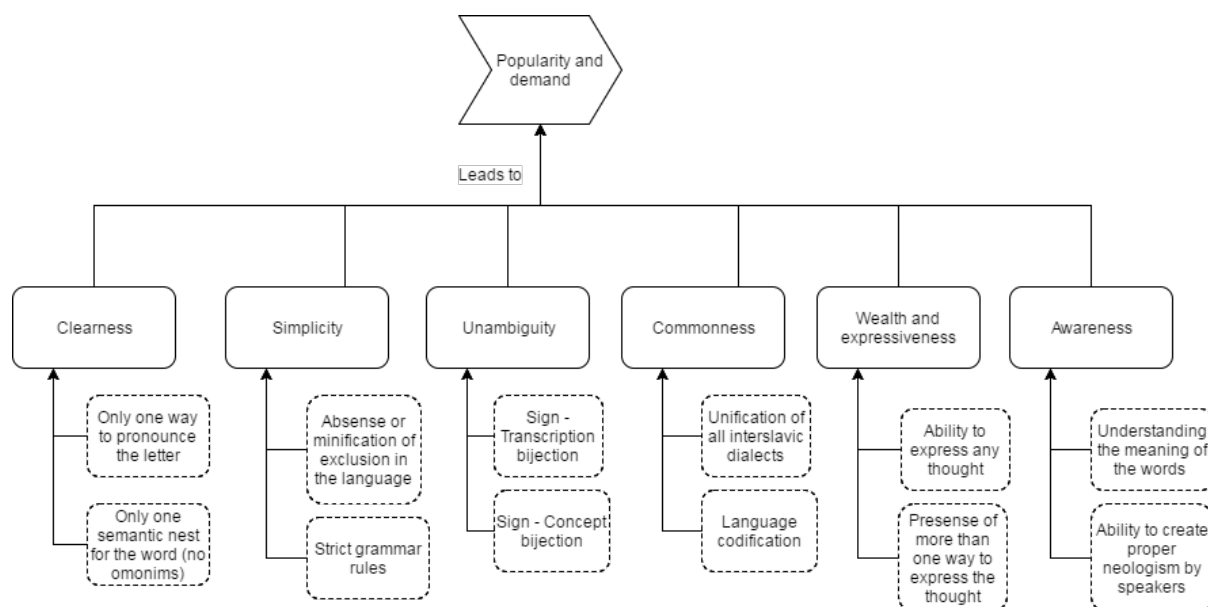 Popularity and
demand
Leads to
Clearness
Simplicity
Unambiguity
Commonness
Wealth and
expressiveness
Awareness
Only one way
to pronounce
the letter
Only one
semantic nest
for the word (no
omonims)
Absense or
minification of
exclusion in
the language
Strict grammar
rules
Sign -
Transcription
bijection
Sign - Concept
bijection
Unification of
all interslavic
dialects
Language
codification
Ability to
express any
thought
Presense of
more than
one way to
express the
thought
Understanding
the meaning of
the words
Ability to create
proper
neologism by
speakers